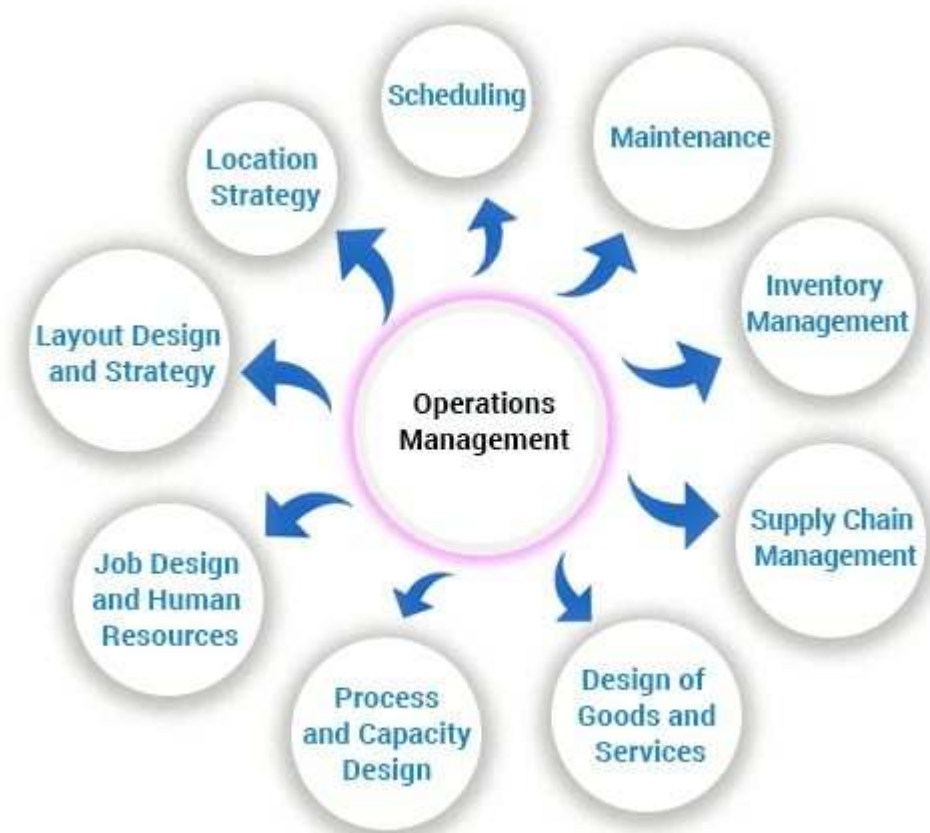 Scheduling
Maintenance
Location
Strategy
Inventory
Management
Layout Design
and Strategy
Operations
Management
Supply Chain
Management
Job Design
and Human
Resources
Process
and Capacity
Design
Design of
Goods and
Services